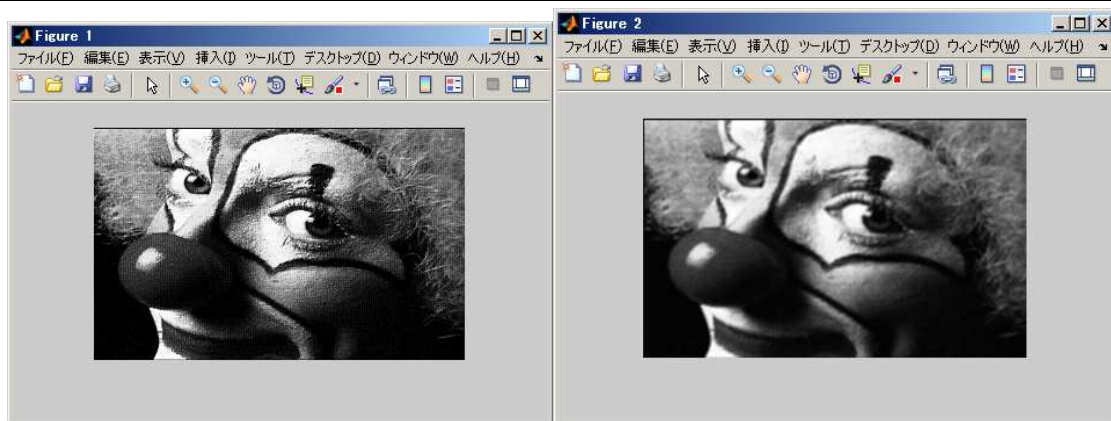 Figure 1
ファイル(F) 編集(E) 表示(V) 挿入(I) ツール(T) デスクトップ(D) ウィンドウ(W) ヘルプ(H)
Figure 2
ファイル(F) 編集(E) 表示(V) 挿入(I) ツール(T) デスクトップ(D) ウィンドウ(W) ヘルプ(H)